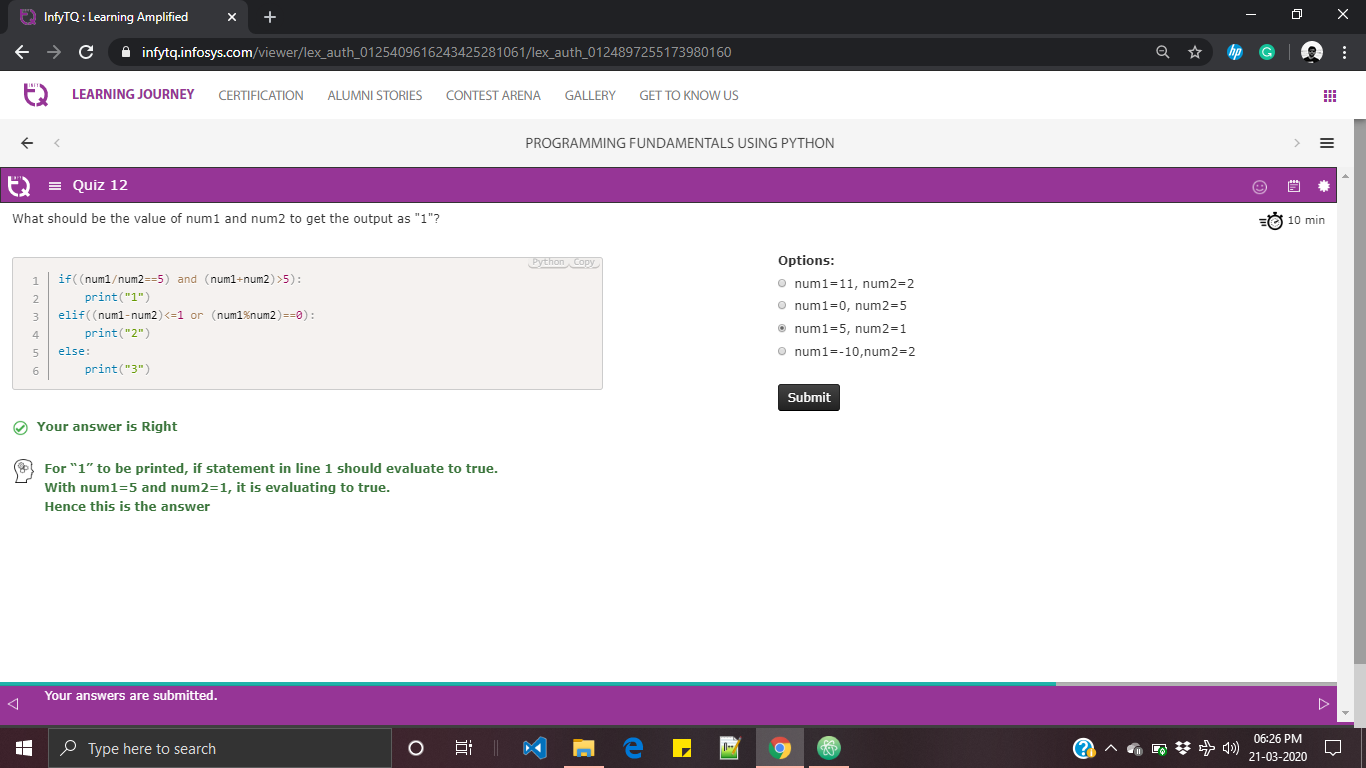 InfyTQ : Learning Amplified
infytq.infosys.com/viewer/lex_auth_0125409616243425281061/lex_auth_0124897255173980160
LEARNING JOURNEY CERTIFICATION ALUMNI STORIES CONTEST ARENA GALLERY GET TO KNOW US
PROGRAMMING FUNDAMENTALS USING PYTHON
Quiz 12
What should be the value of num1 and num2 to get the output as "1"?
10 min
Python Copy
1 if((num1/num2==5) and (num1+num2)>5):
2 print("1")
3 elif((num1-num2)<=1 or (num1%num2)==0):
4 print("2")
5 else:
6 print("3")
Options:
num1=11, num2=2
num1=0, num2=5
num1=5, num2=1
num1=-10,num2=2
Submit
Your answer is Right
For “1” to be printed, if statement in line 1 should evaluate to true.
With num1=5 and num2=1, it is evaluating to true.
Hence this is the answer
Your answers are submitted.
Type here to search
06:26 PM
21-03-2020